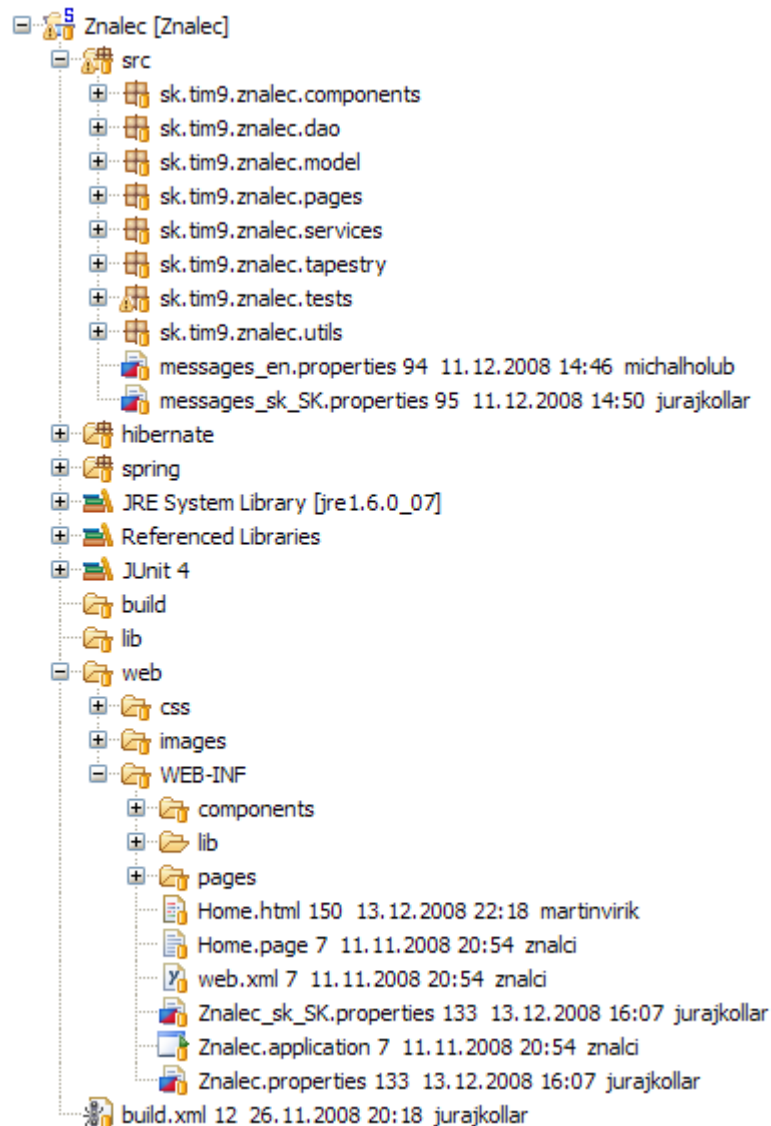 Znalec [Znalec]
src
sk.tim9.znalec.components
sk.tim9.znalec.dao
sk.tim9.znalec.model
sk.tim9.znalec.pages
sk.tim9.znalec.services
sk.tim9.znalec.tapestry
sk.tim9.znalec.tests
sk.tim9.znalec.utils
messages_en.properties 94 11.12.2008 14:46 michalholub
messages_sk_SK.properties 95 11.12.2008 14:50 jurajkollar
hibernate
spring
JRE System Library [jre1.6.0_07]
Referenced Libraries
JUnit 4
build
lib
web
css
images
WEB-INF
components
lib
pages
Home.html 150 13.12.2008 22:18 martinvirik
Home.page 7 11.11.2008 20:54 znalci
web.xml 7 11.11.2008 20:54 znalci
Znalec_sk_SK.properties 133 13.12.2008 16:07 jurajkollar
Znalec.application 7 11.11.2008 20:54 znalci
Znalec.properties 133 13.12.2008 16:07 jurajkollar
build.xml 12 26.11.2008 20:18 jurajkollar